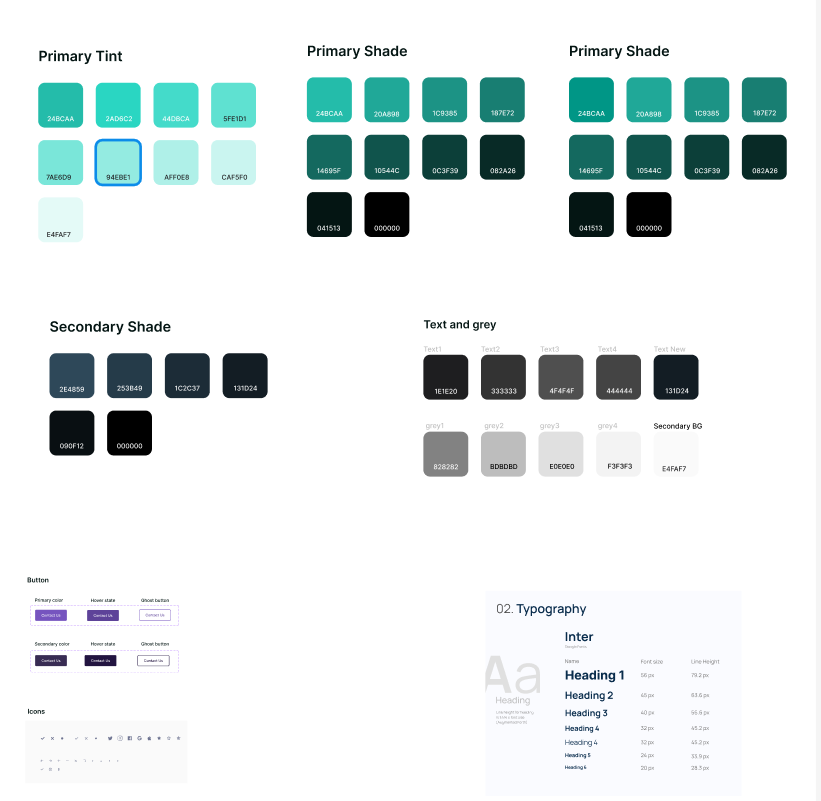 Primary Tint
24BCAA 2AD6C2 44DBCA 5FE1D1
7AE6D9 94EBE1 AFF0E8 CAF5F0
E4FAF7
Primary Shade
24BCAA 20A898 1C9385 187E72
14695F 10544C 0C3F39 082A26
041513 000000
Primary Shade
24BCAA 20A898 1C9385 187E72
14695F 10544C 0C3F39 082A26
041513 000000
Secondary Shade
2E4859 253B49 1C2C37 131D24
090F12 000000
Text and grey
Text1 Text2 Text3 Text4 Text New
1E1E20 333333 4F4F4F 444444 131D24
grey1 grey2 grey3 grey4 Secondary BG
828282 BDBDBD E0E0E0 F3F3F3 E4FAF7
Button
Primary color Hover state Ghost button
Contact Us Contact Us Contact Us
Secondary color Hover state Ghost button
Contact Us Contact Us Contact Us
Icons
02. Typography
Aa
Heading
Inter
Google Fonts
Name Font size Line Height
Heading 1 56 px 79.2 px
Heading 2 45 px 63.6 px
Heading 3 40 px 55.5 px
Heading 4 32 px 45.2 px
Heading 4 32 px 45.2 px
Heading 5 24 px 33.9 px
Heading 6 20 px 28.3 px